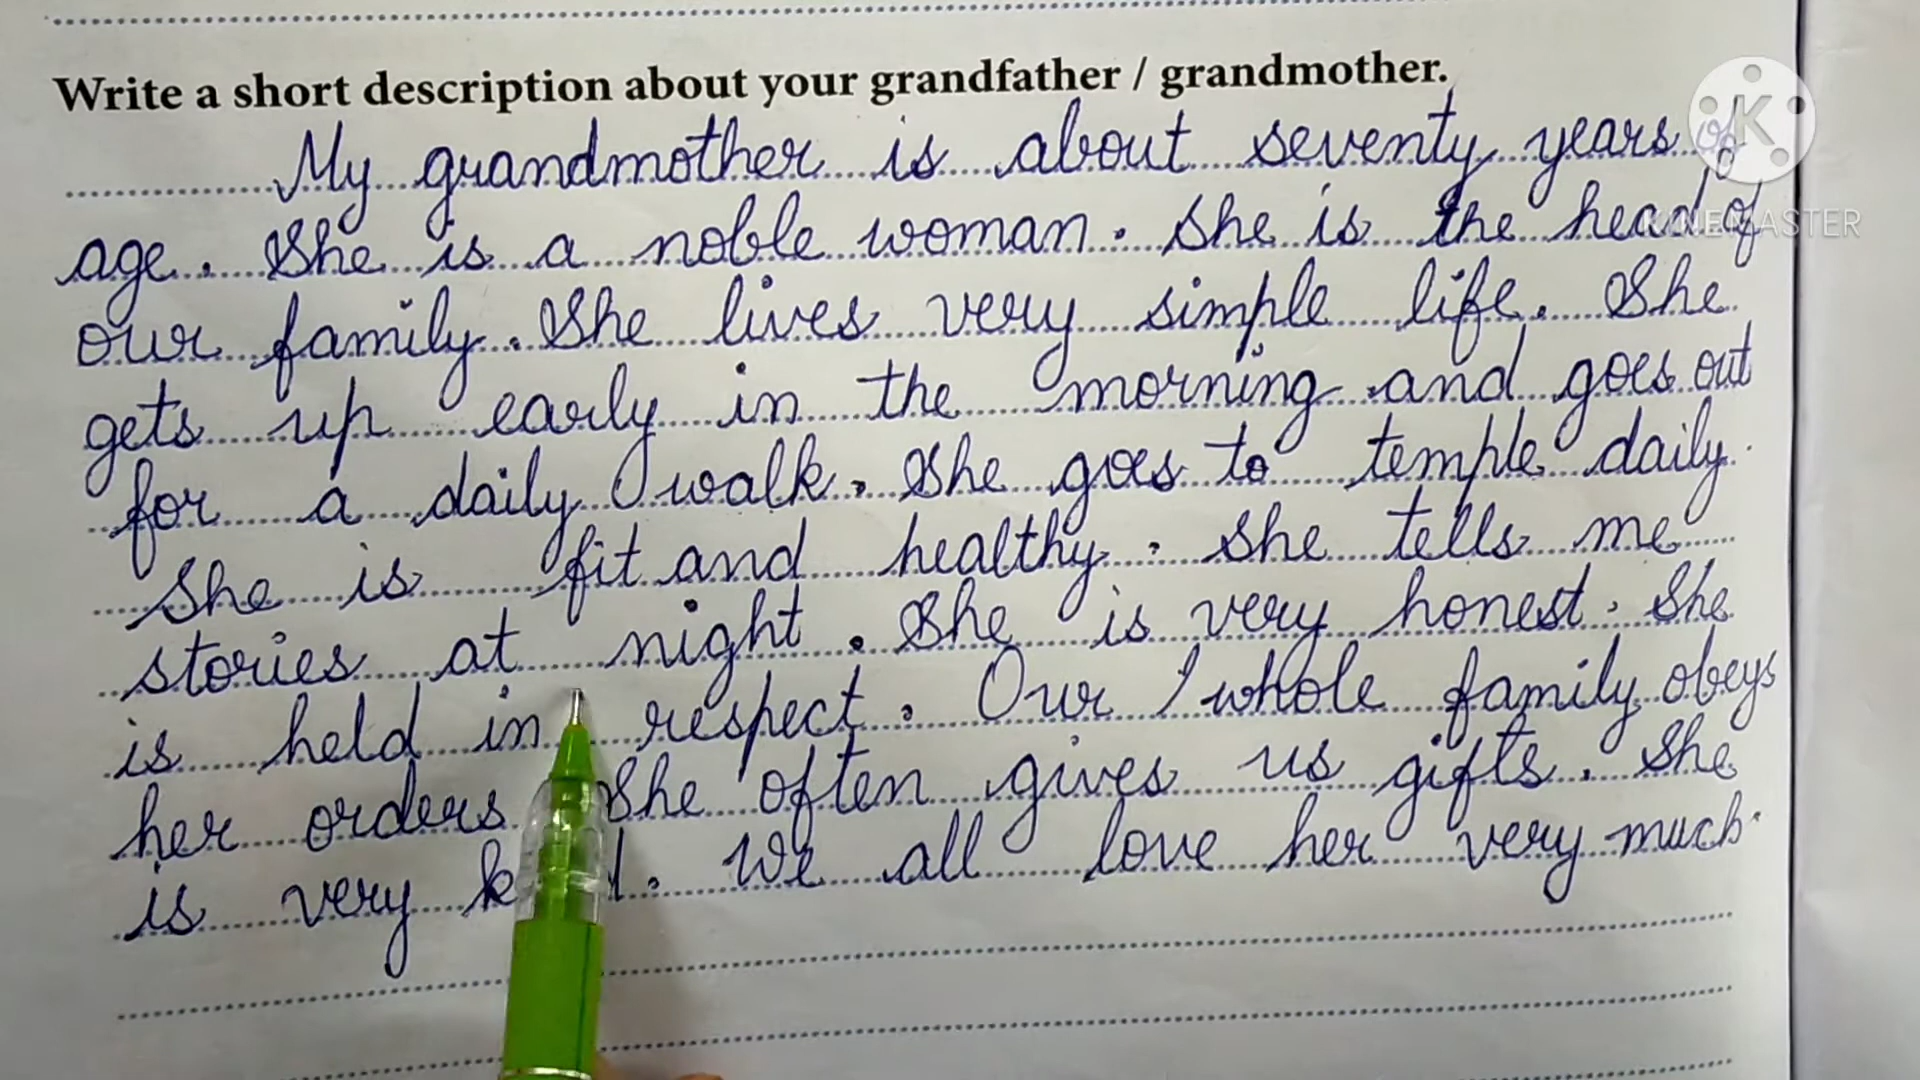 Write a short description about your grandfather / grandmother.
My grandmother is about seventy years of
age. She is a noble woman. She is the head of
our family. She lives very simple life. She
gets up early in the morning and goes out
for a daily walk. She goes to temple daily.
She is fit and healthy. She tells me
stories at night. She is very honest. She
is held in respect. Our whole family obeys
her orders She often gives us gifts. She
is very We all love her very much.
K
KINEMASTER